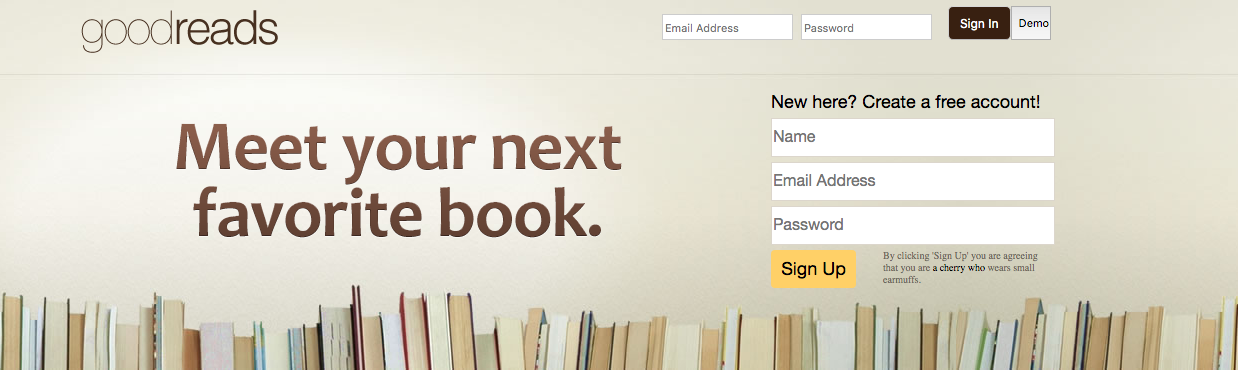 goodreads
Email Address
Password
Sign In
Demo
New here? Create a free account!
Meet your next
favorite book.
Name
Email Address
Password
Sign Up
By clicking 'Sign Up' you are agreeing
that you are a cherry who wears small
earmuffs.